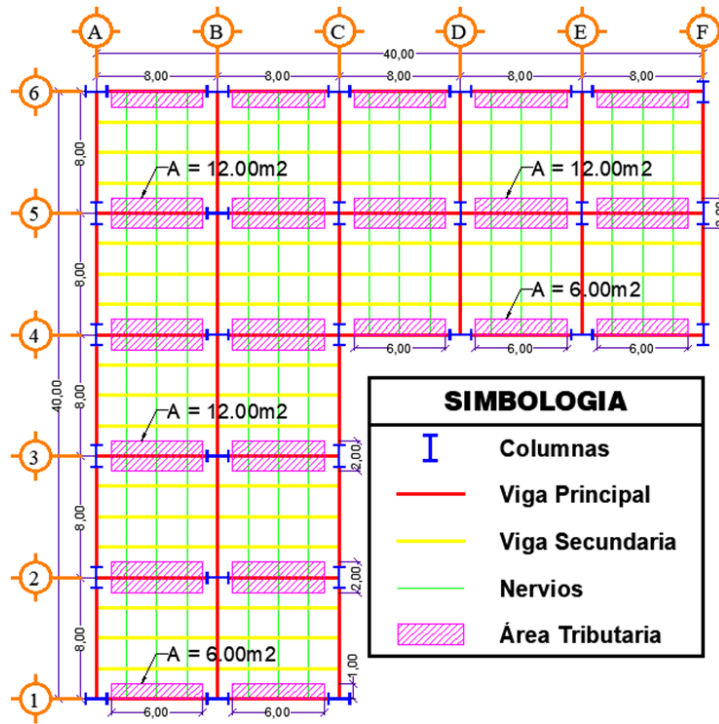 A B C D E F
40,00
8,00 8,00 8,00 8,00 8,00
6
8,00
A = 12.00m2 A = 12.00m2
5
8,00
A = 6.00m2
4
6,00 6,00 6,00
40,00
8,00
A = 12.00m2
3
2,00
8,00
2
2,00
8,00
A = 6.00m2
1,00
1
6,00 6,00
SIMBOLOGIA
Columnas
Viga Principal
Viga Secundaria
Nervios
Área Tributaria